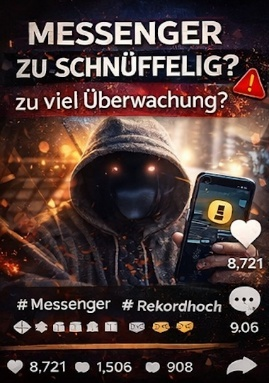 MESSENGER
ZU SCHNÜFFELIG?
zu viel Überwachung?
8,721
#Messenger #Rekordhoch
9.06
8,721 1,506 908